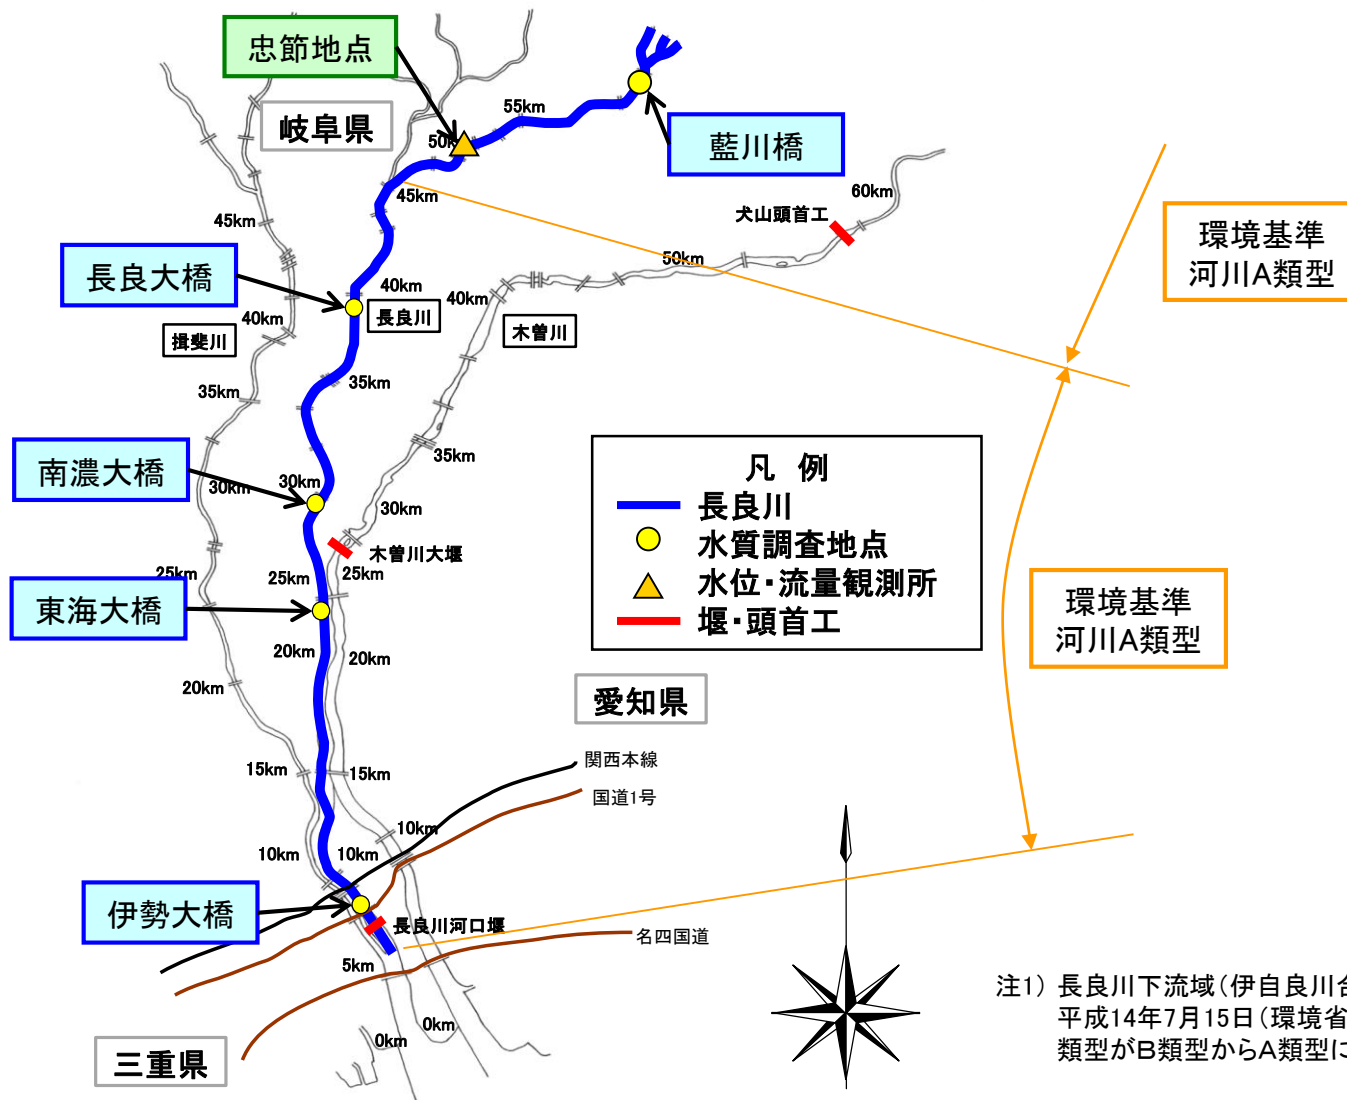 忠節地点
岐阜県
55km
50k
藍川橋
45km
60km
犬山頭首工
45km
50km
環境基準
河川A類型
長良大橋
40km
長良川
40km
木曽川
40km
揖斐川
35km
35km
35km
南濃大橋
30km
30km
30km
凡 例
長良川
水質調査地点
水位・流量観測所
堰・頭首工
木曽川大堰
25km
25km
25km
東海大橋
環境基準
河川A類型
20km
20km
20km
愛知県
関西本線
15km
15km
国道1号
10km
10km
10km
伊勢大橋
長良川河口堰
名四国道
5km
0km
0km
三重県
注1) 長良川下流域(伊自良川合
平成14年7月15日(環境省
類型がB類型からA類型に